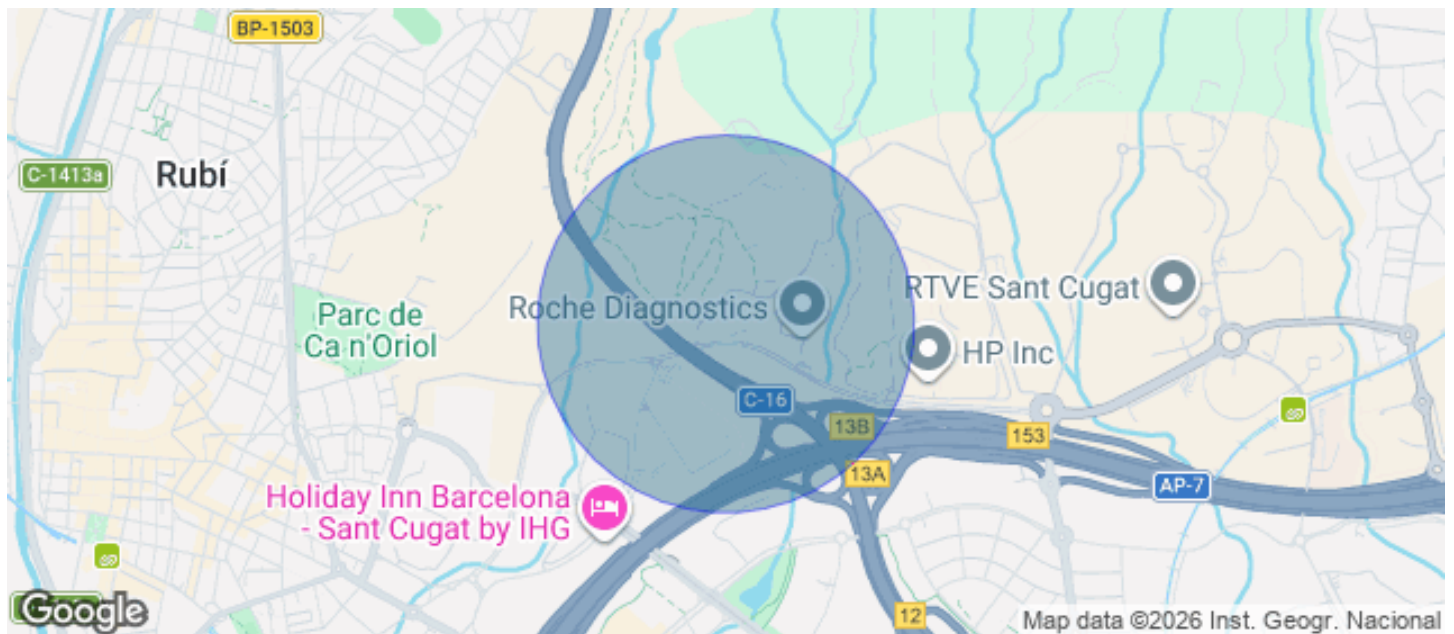 BP-1503
C-1413a
Rubí
Parc de
Ca n'Oriol
Roche Diagnostics
RTVE Sant Cugat
HP Inc
C-16
13B
153
13A
AP-7
Holiday Inn Barcelona
- Sant Cugat by IHG
12
Google
Map data ©2026 Inst. Geogr. Nacional